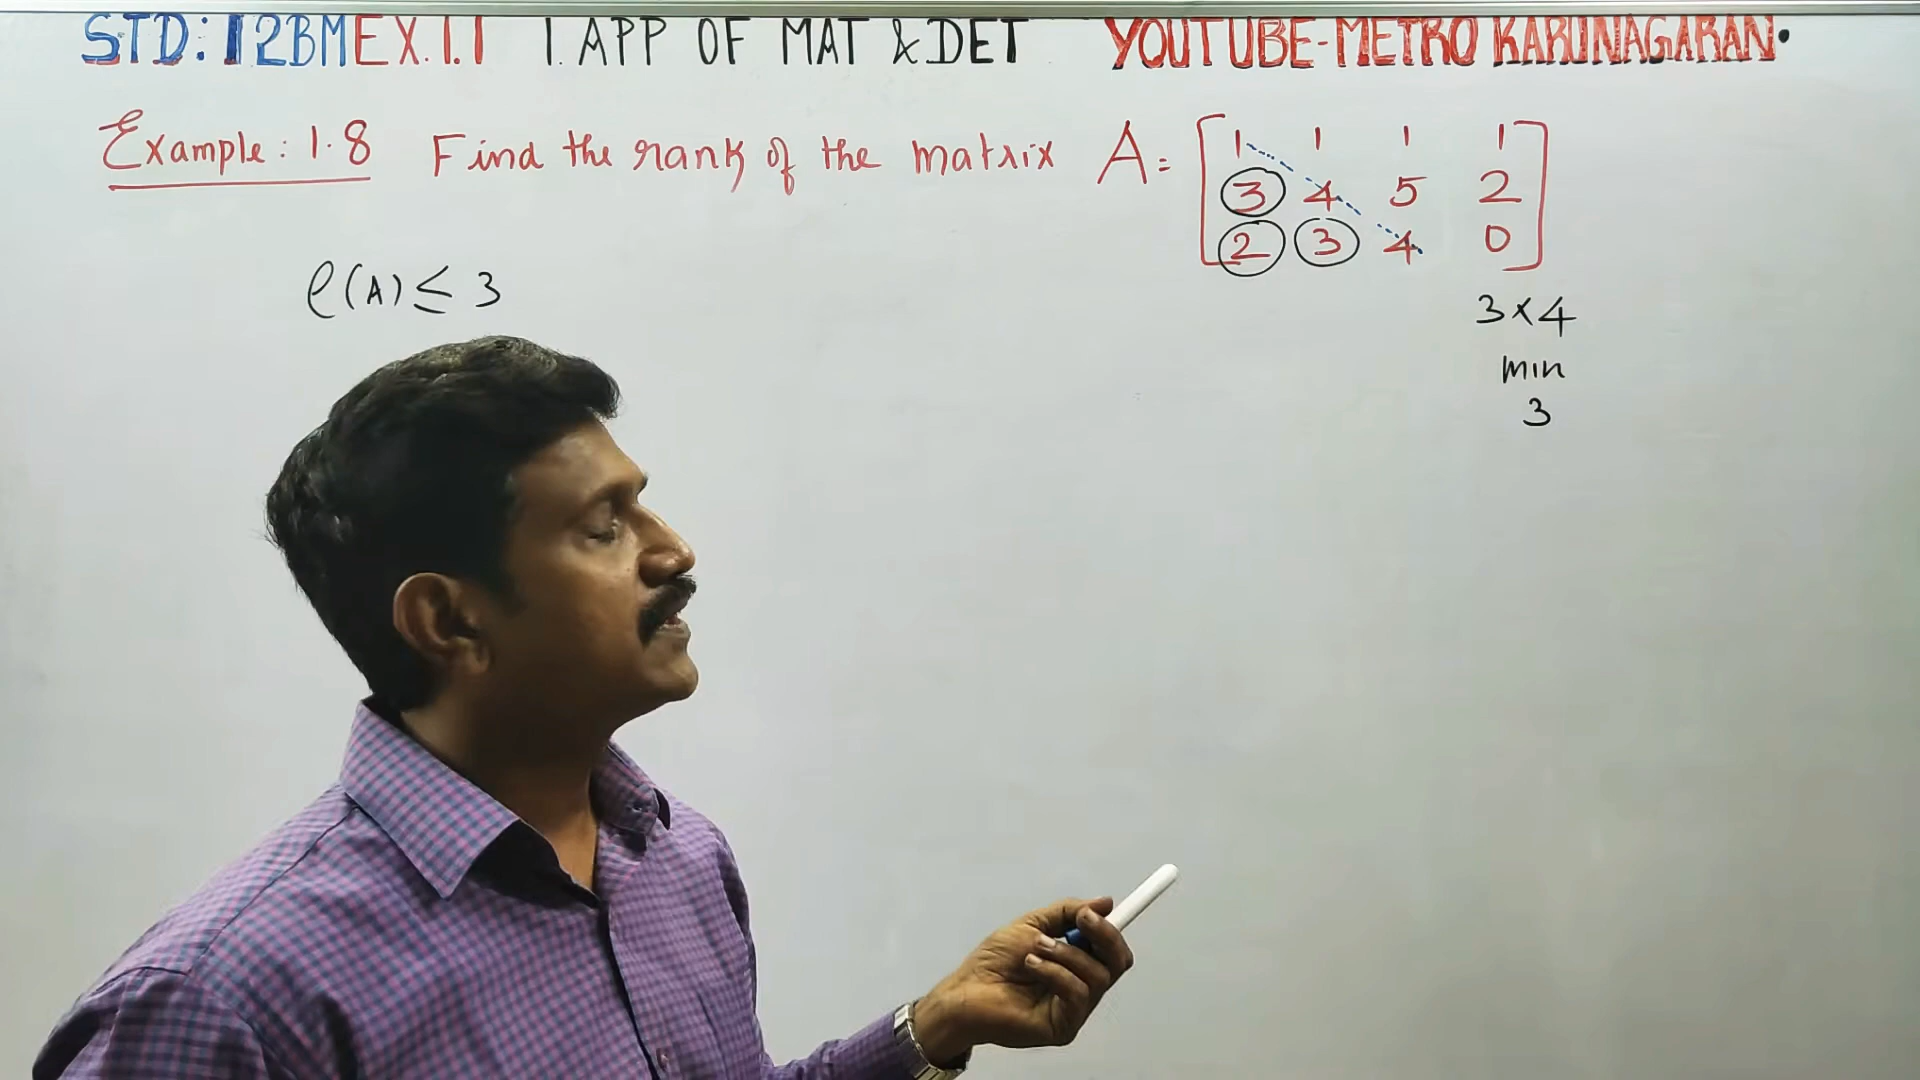 STD: 12BM EX.1.1 1. APP OF MAT & DET YOUTUBE-METRO KARUNAGARAN.
Example: 1.8 Find the rank of the matrix A = [ 1 1 1 1
3 4 5 2
2 3 4 0 ]
ρ(A) ≤ 3
3×4
min
3